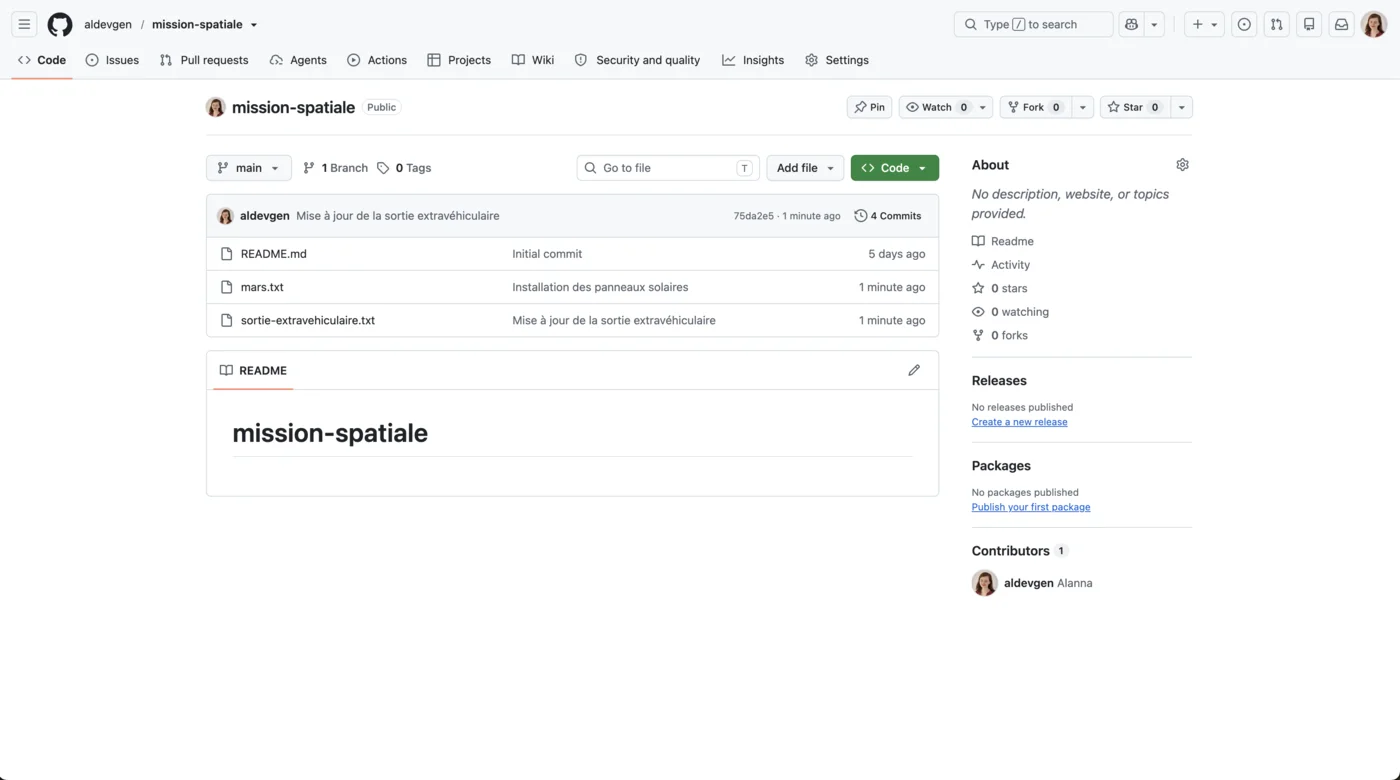 aldevgen / mission-spatiale
Type / to search
Code Issues Pull requests Agents Actions Projects Wiki Security and quality Insights Settings
mission-spatiale Public
Pin Watch 0 Fork 0 Star 0
main 1 Branch 0 Tags Go to file T Add file Code
aldevgen Mise à jour de la sortie extravéhiculaire 75da2e5 · 1 minute ago 4 Commits
README.md Initial commit 5 days ago
mars.txt Installation des panneaux solaires 1 minute ago
sortie-extravehiculaire.txt Mise à jour de la sortie extravéhiculaire 1 minute ago
README
mission-spatiale
About
No description, website, or topics
provided.
Readme
Activity
0 stars
0 watching
0 forks
Releases
No releases published
Create a new release
Packages
No packages published
Publish your first package
Contributors 1
aldevgen Alanna